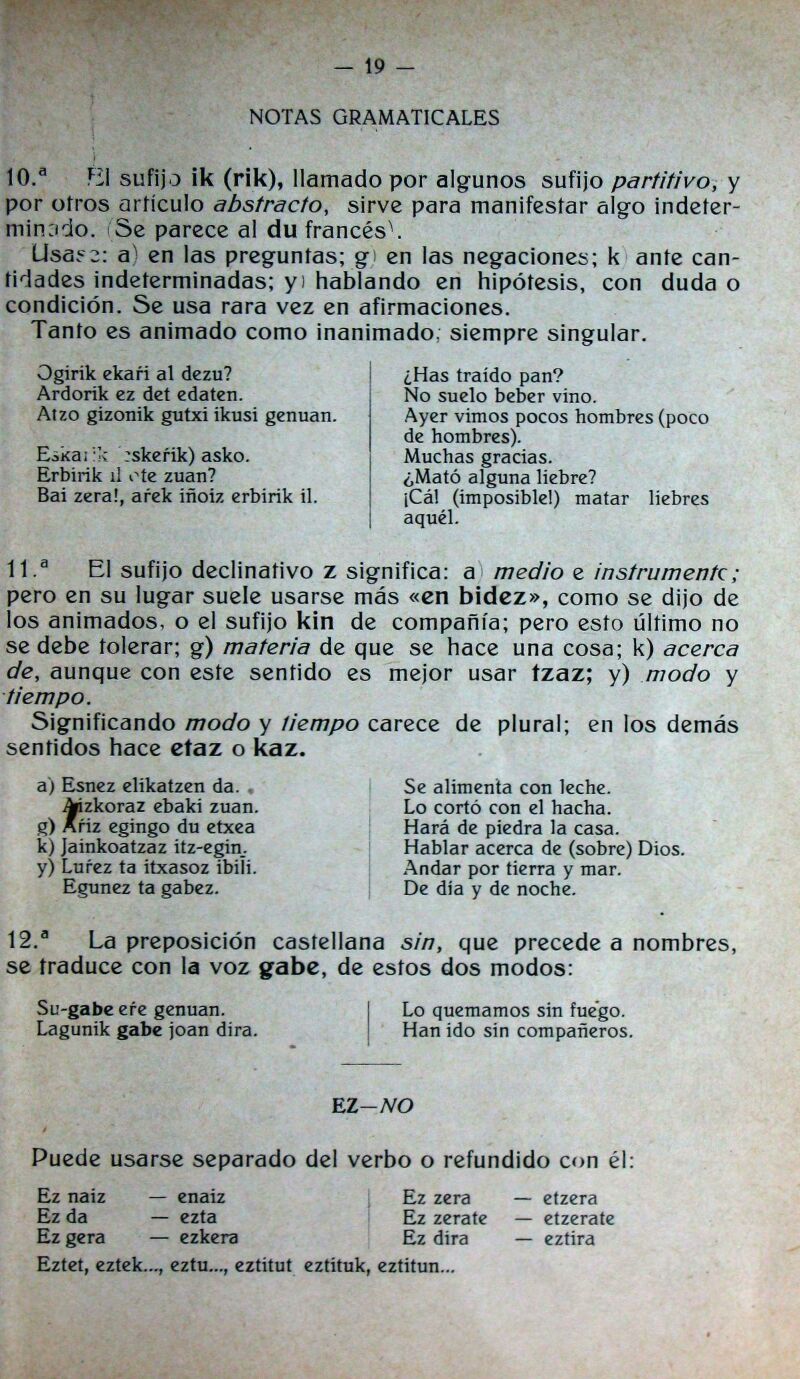 — 19 —
NOTAS GRAMATICALES
10.ª El sufijo ik (rik), llamado por algunos sufijo partitivo, y
por otros artículo abstracto, sirve para manifestar algo indeter-
minado. (Se parece al du francés).
Usase: a) en las preguntas; g) en las negaciones; k) ante can-
tidades indeterminadas; y) hablando en hipótesis, con duda o
condición. Se usa rara vez en afirmaciones.
Tanto es animado como inanimado; siempre singular.
Ogirik ekaŕi al dezu?
Ardorik ez det edaten.
Atzo gizonik gutxi ikusi genuan.
eskeŕik) asko.
Erbirik il ote zuan?
Bai zera!, aŕek iñoiz erbirik il.
¿Has traído pan?
No suelo beber vino.
Ayer vimos pocos hombres (poco
de hombres).
Muchas gracias.
¿Mató alguna liebre?
¡Cá! (imposible!) matar liebres
aquél.
11.ª El sufijo declinativo z significa: a) medio e instrumento;
pero en su lugar suele usarse más «en bidez», como se dijo de
los animados, o el sufijo kin de compañía; pero esto último no
se debe tolerar; g) materia de que se hace una cosa; k) acerca
de, aunque con este sentido es mejor usar tzaz; y) modo y
tiempo.
Significando modo y tiempo carece de plural; en los demás
sentidos hace etaz o kaz.
a) Esnez elikatzen da.
Aizkoraz ebaki zuan.
g) Aŕiz egingo du etxea
k) Jainkoatzaz itz-egin.
y) Luŕez ta itxasoz ibili.
Egunez ta gabez.
Se alimenta con leche.
Lo cortó con el hacha.
Hará de piedra la casa.
Hablar acerca de (sobre) Dios.
Andar por tierra y mar.
De día y de noche.
12.ª La preposición castellana sin, que precede a nombres,
se traduce con la voz gabe, de estos dos modos:
Su-gabe eŕe genuan.
Lagunik gabe joan dira.
Lo quemamos sin fuego.
Han ido sin compañeros.
EZ—NO
Puede usarse separado del verbo o refundido con él:
Ez naiz — enaiz
Ez da — ezta
Ez gera — ezkera
Ez zera — etzera
Ez zerate — etzerate
Ez dira — eztira
Eztet, eztek..., eztu..., eztitut eztituk, eztitun...